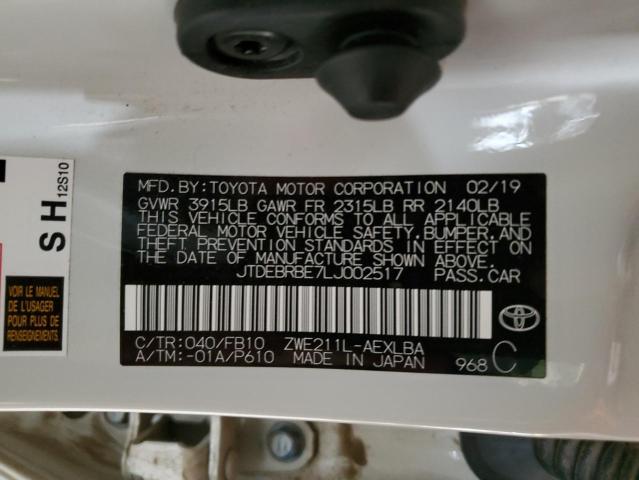 MFD.BY:TOYOTA MOTOR CORPORATION 02/19
GVWR 3915LB GAWR FR 2315LB RR 2140LB
THIS VEHICLE CONFORMS TO ALL APPLICABLE
FEDERAL MOTOR VEHICLE SAFETY,BUMPER,AND
THEFT PREVENTION STANDARDS IN EFFECT ON
THE DATE OF MANUFACTURE SHOWN ABOVE.
JTDEBRBE7LJ002517 PASS.CAR
C/TR:040/FB10 ZWE211L-AEXLBA
A/TM:-01A/P610 MADE IN JAPAN 968 C
SH 12S10
VOIR LE MANUEL
DE L'USAGER
POUR PLUS DE
RENSEIGNEMENTS